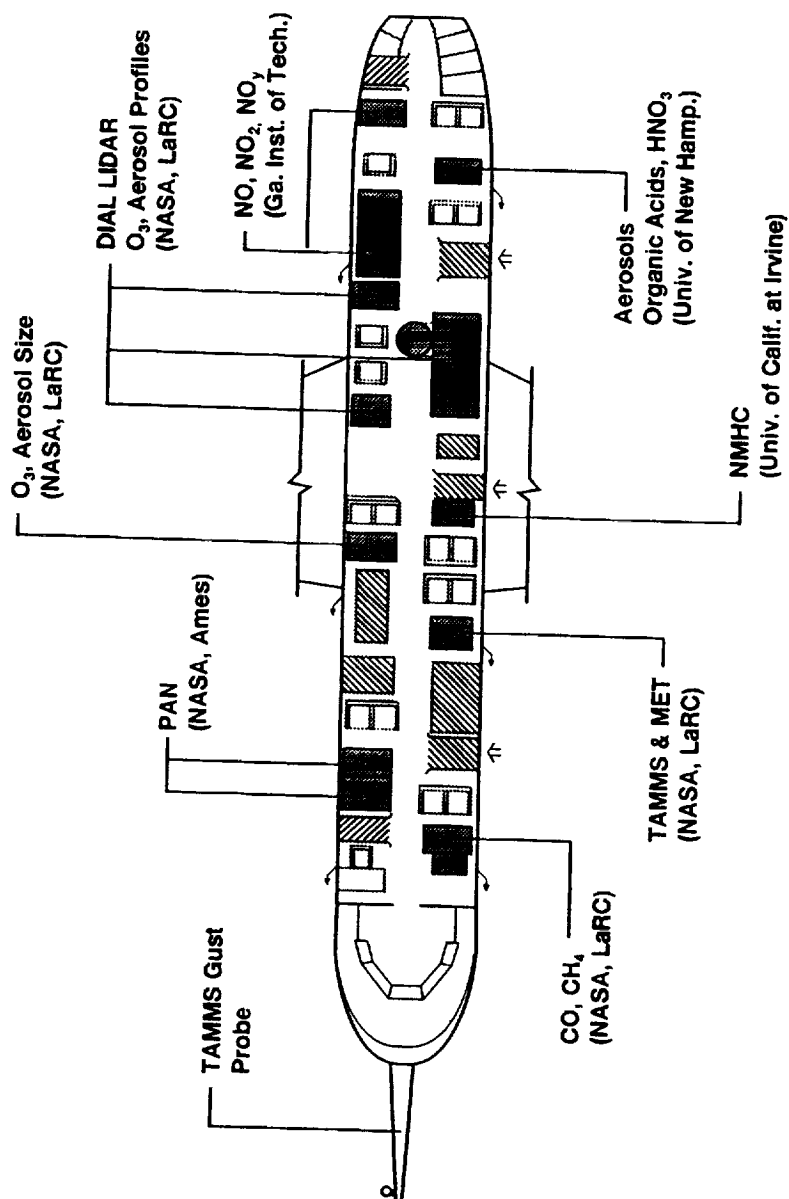 TAMMS Gust
Probe
PAN
(NASA, Ames)
O₃, Aerosol Size
(NASA, LaRC)
DIAL LIDAR
O₃, Aerosol Profiles
(NASA, LaRC)
NO, NO₂, NOy
(Ga. Inst. of Tech.)
CO, CH₄
(NASA, LaRC)
TAMMS & MET
(NASA, LaRC)
NMHC
(Univ. of Calif. at Irvine)
Aerosols
Organic Acids, HNO₃
(Univ. of New Hamp.)